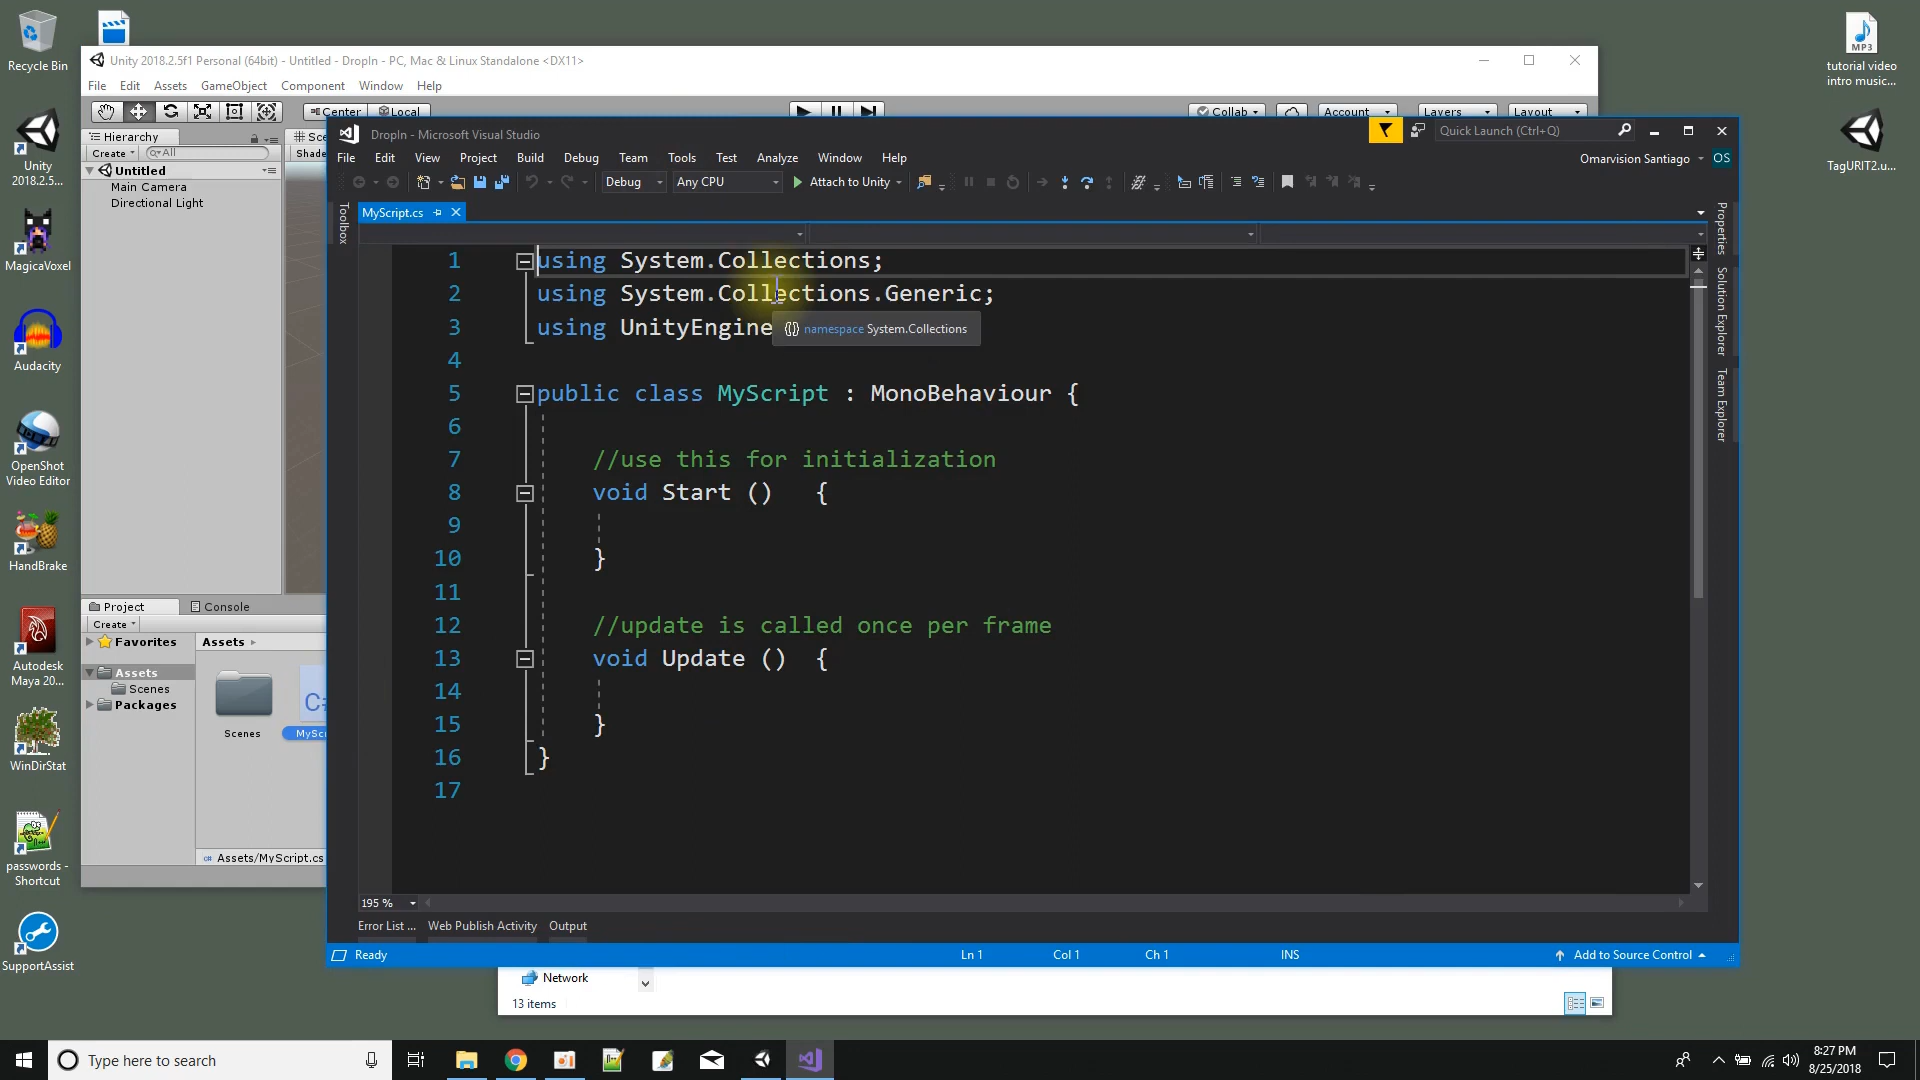 Recycle Bin
Unity 2018.2.5...
MagicaVoxel
Audacity
OpenShot Video Editor
HandBrake
Autodesk Maya 20...
WinDirStat
passwords - Shortcut
SupportAssist
MP3
tutorial video intro music...
TagURIT2.u...
Unity 2018.2.5f1 Personal (64bit) - Untitled - DropIn - PC, Mac & Linux Standalone <DX11>
File Edit Assets GameObject Component Window Help
Center Local Collab Account Layers Layout
Hierarchy Sce
Create All Shade
Untitled
Main Camera
Directional Light
Project Console
Create
Favorites Assets
Assets
Scenes
Packages
Scenes
C#
MyScr
Assets/MyScript.cs
DropIn - Microsoft Visual Studio
Quick Launch (Ctrl+Q)
File Edit View Project Build Debug Team Tools Test Analyze Window Help
Omarvision Santiago OS
Debug Any CPU Attach to Unity
Toolbox
MyScript.cs
Properties
Solution Explorer
Team Explorer
1 using System.Collections;
2 using System.Collections.Generic;
3 using UnityEngine
namespace System.Collections
4
5 public class MyScript : MonoBehaviour {
6
7 //use this for initialization
8 void Start () {
9
10 }
11
12 //update is called once per frame
13 void Update () {
14
15 }
16 }
17
195 %
Error List ... Web Publish Activity Output
Ready Ln 1 Col 1 Ch 1 INS Add to Source Control
Network
13 items
Type here to search
8:27 PM
8/25/2018